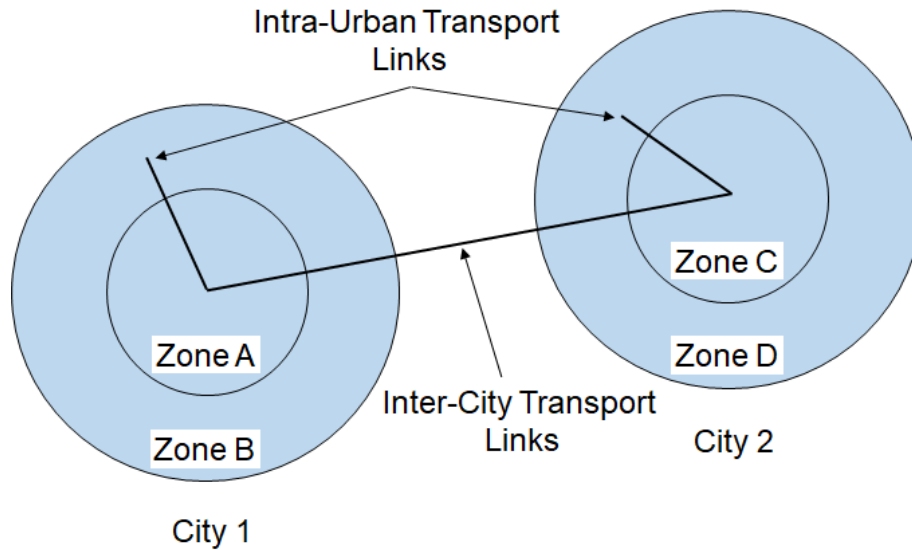 Intra-Urban Transport
Links
Zone C
Zone A
Zone D
Inter-City Transport
Links
Zone B
City 2
City 1